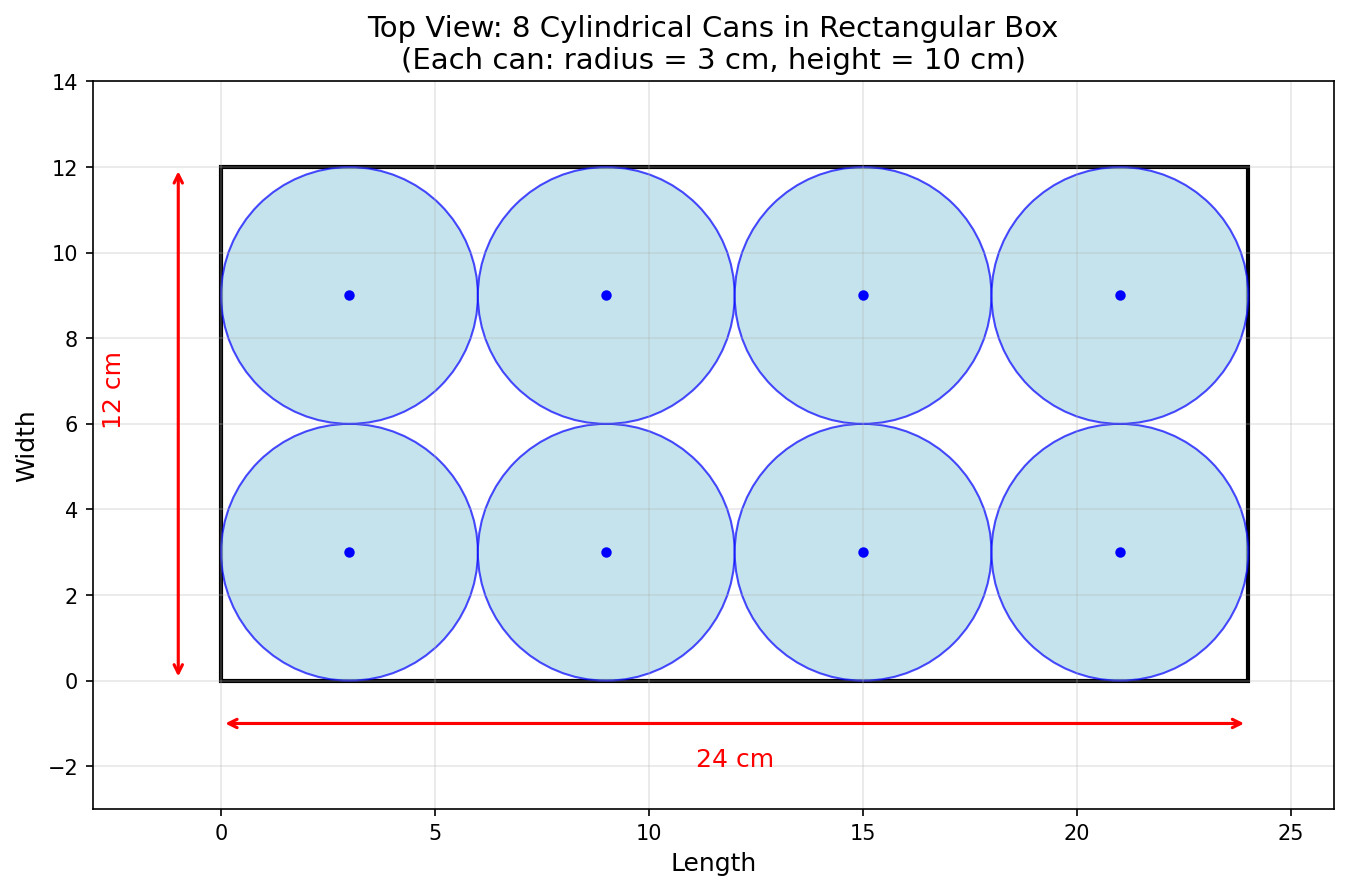 Top View: 8 Cylindrical Cans in Rectangular Box
(Each can: radius = 3 cm, height = 10 cm)
14
12
10
8
6
4
2
0
−2
Width
12 cm
24 cm
0
5
10
15
20
25
Length